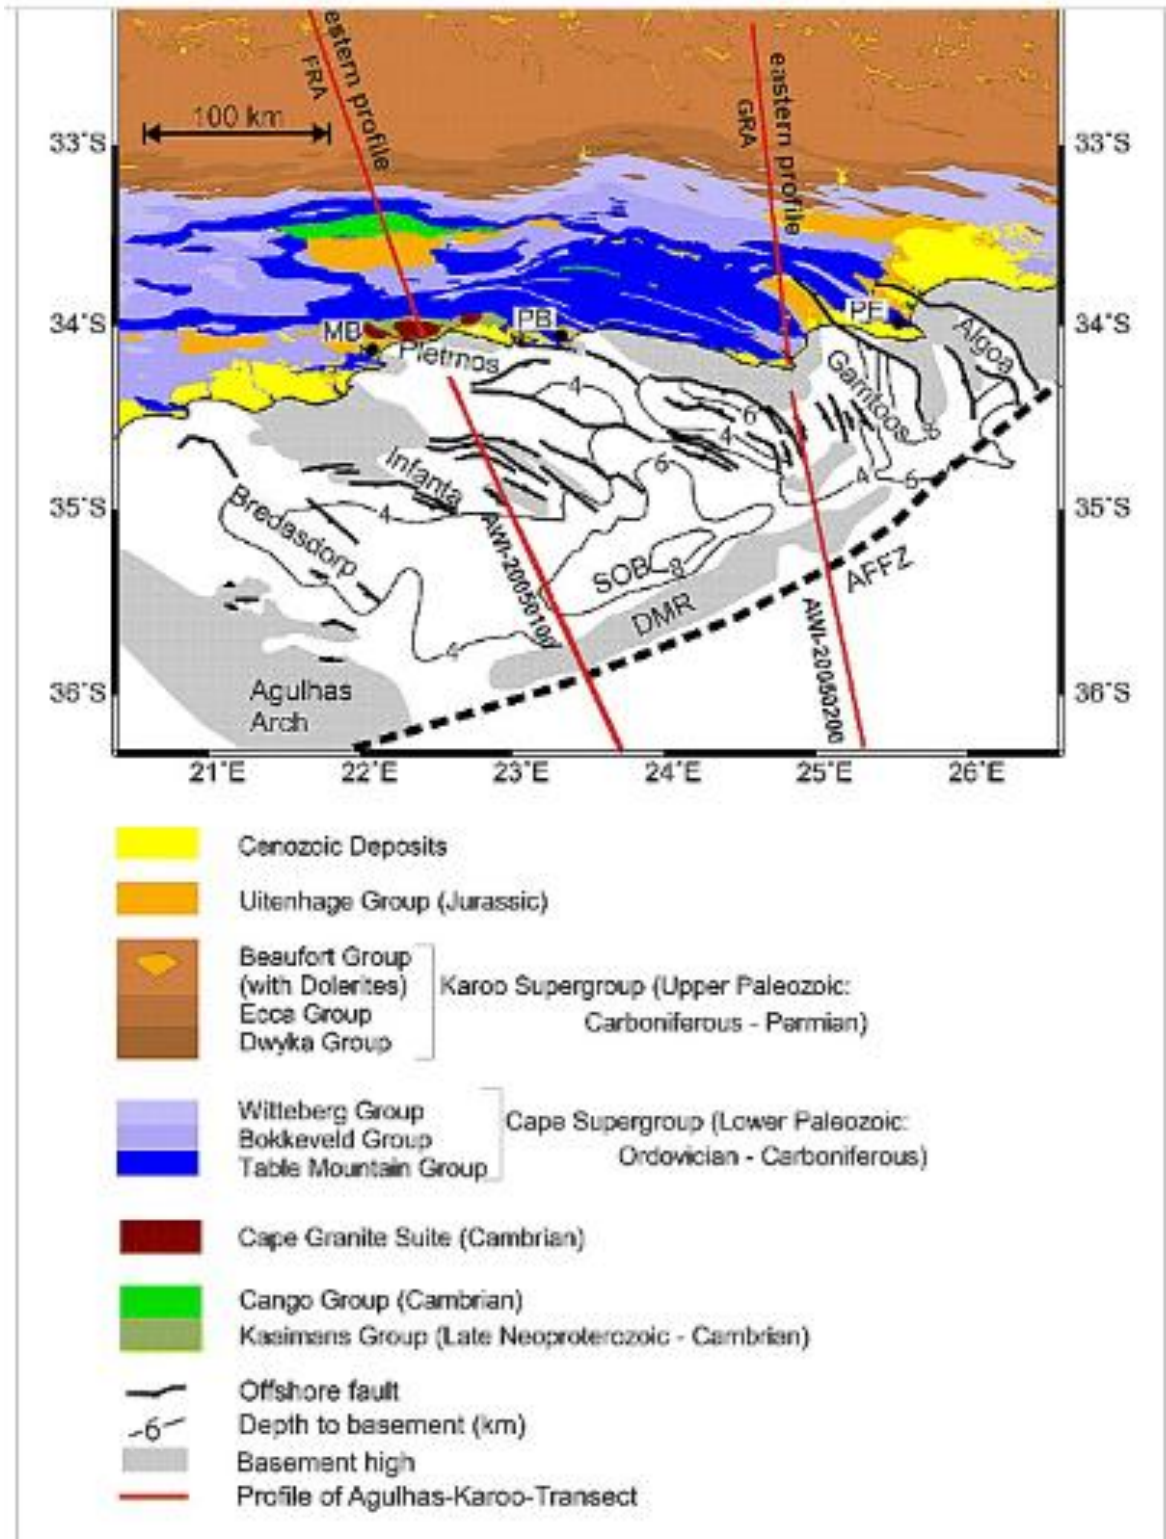 estern profile
FRA
eastern profile
GRA
100 km
33°S
33°S
34°S
34°S
MB
PB
PE
Pletmos
Algoa
Gamtoos
4
6
4
8
6
4
6
Infanta
4
35°S
35°S
Bredasdorp
AWI-20050100
SOB
8
AFFZ
DMR
AWI-20050200
4
36°S
36°S
Agulhas
Arch
21°E
22°E
23°E
24°E
25°E
26°E
Cenozoic Deposits
Uitenhage Group (Jurassic)
Beaufort Group
(with Dolerites)
Ecca Group
Dwyka Group
Karoo Supergroup (Upper Paleozoic:
Carboniferous - Permian)
Witteberg Group
Bokkeveld Group
Table Mountain Group
Cape Supergroup (Lower Paleozoic:
Ordovician - Carboniferous)
Cape Granite Suite (Cambrian)
Cango Group (Cambrian)
Kaaimans Group (Late Neoproterozoic - Cambrian)
Offshore fault
-6- Depth to basement (km)
Basement high
Profile of Agulhas-Karoo-Transect